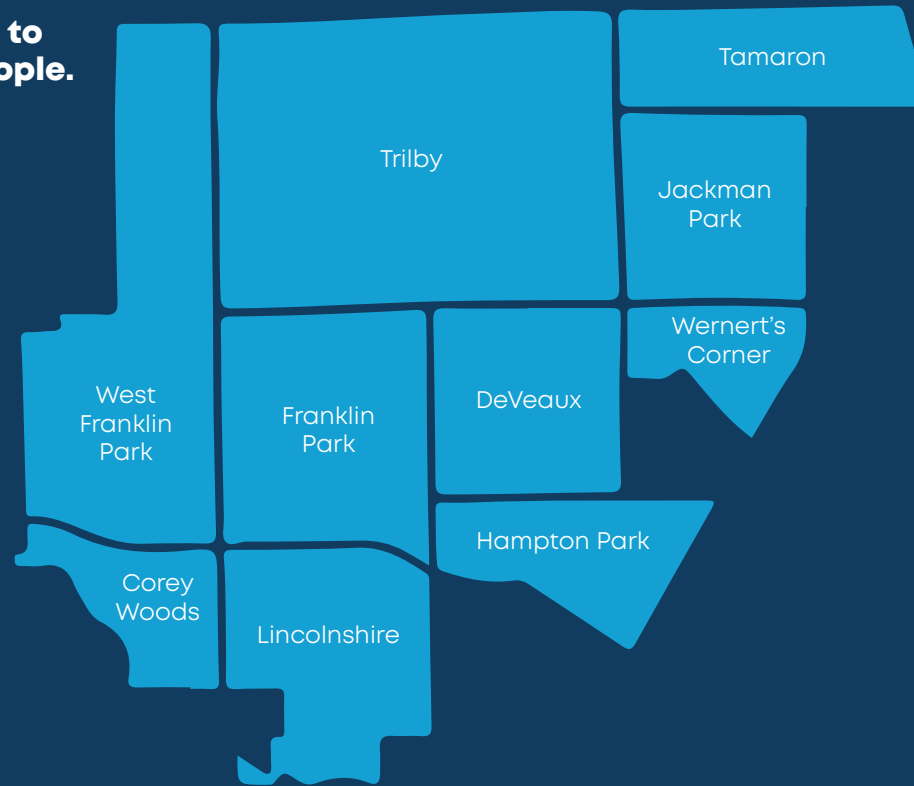 to
ople.
Tamaron
Trilby
Jackman
Park
Wernert's
Corner
West
Franklin
Park
Franklin
Park
DeVeaux
Hampton Park
Corey
Woods
Lincolnshire